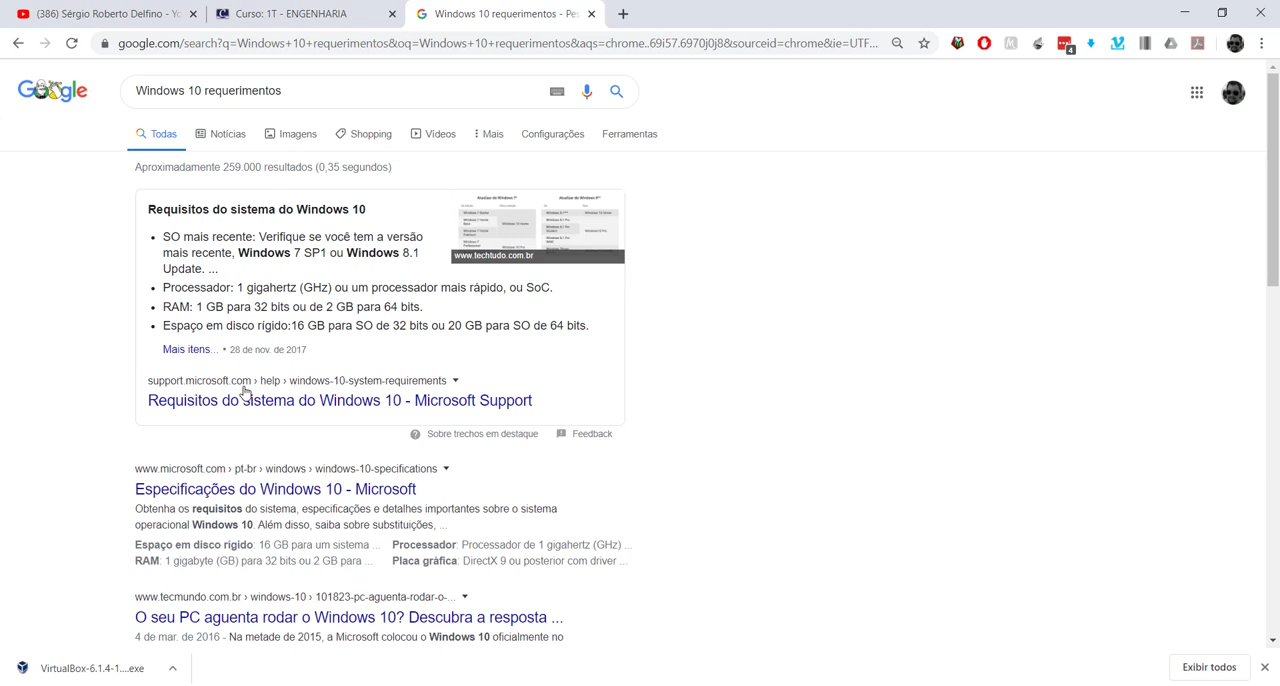 (386) Sérgio Roberto Delfino - Yo
Curso: 1T - ENGENHARIA
Windows 10 requerimentos - Pes
google.com/search?q=Windows+10+requerimentos&oq=Windows+10+requerimentos&aqs=chrome..69i57.6970j0j8&sourceid=chrome&ie=UTF...
4
Google
Windows 10 requerimentos
Todas
Notícias
Imagens
Shopping
Vídeos
Mais
Configurações
Ferramentas
Aproximadamente 259.000 resultados (0,35 segundos)
Requisitos do sistema do Windows 10
• SO mais recente: Verifique se você tem a versão
mais recente, Windows 7 SP1 ou Windows 8.1
Update. ...
• Processador: 1 gigahertz (GHz) ou um processador mais rápido, ou SoC.
• RAM: 1 GB para 32 bits ou de 2 GB para 64 bits.
• Espaço em disco rígido:16 GB para SO de 32 bits ou 20 GB para SO de 64 bits.
Mais itens... • 28 de nov. de 2017
www.techtudo.com.br
support.microsoft.com › help › windows-10-system-requirements
Requisitos do sistema do Windows 10 - Microsoft Support
Sobre trechos em destaque
Feedback
www.microsoft.com › pt-br › windows › windows-10-specifications
Especificações do Windows 10 - Microsoft
Obtenha os requisitos do sistema, especificações e detalhes importantes sobre o sistema
operacional Windows 10. Além disso, saiba sobre substituições, ...
Espaço em disco rígido: 16 GB para um sistema ... Processador: Processador de 1 gigahertz (GHz) ...
RAM: 1 gigabyte (GB) para 32 bits ou 2 GB para ... Placa gráfica: DirectX 9 ou posterior com driver ...
www.tecmundo.com.br › windows-10 › 101823-pc-aguenta-rodar-o-...
O seu PC aguenta rodar o Windows 10? Descubra a resposta ...
4 de mar. de 2016 - Na metade de 2015, a Microsoft colocou o Windows 10 oficialmente no
VirtualBox-6.1.4-1....exe
Exibir todos